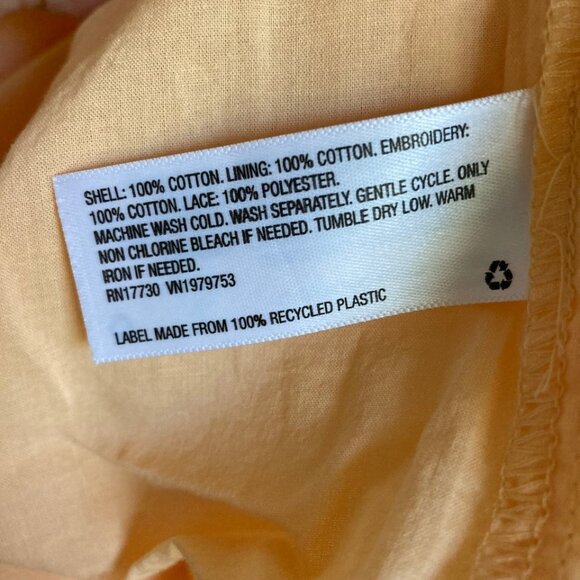 SHELL: 100% COTTON. LINING: 100% COTTON. EMBROIDERY:
100% COTTON. LACE: 100% POLYESTER.
MACHINE WASH COLD. WASH SEPARATELY. GENTLE CYCLE. ONLY
NON CHLORINE BLEACH IF NEEDED. TUMBLE DRY LOW. WARM
IRON IF NEEDED.
RN17730 VN1979753
LABEL MADE FROM 100% RECYCLED PLASTIC